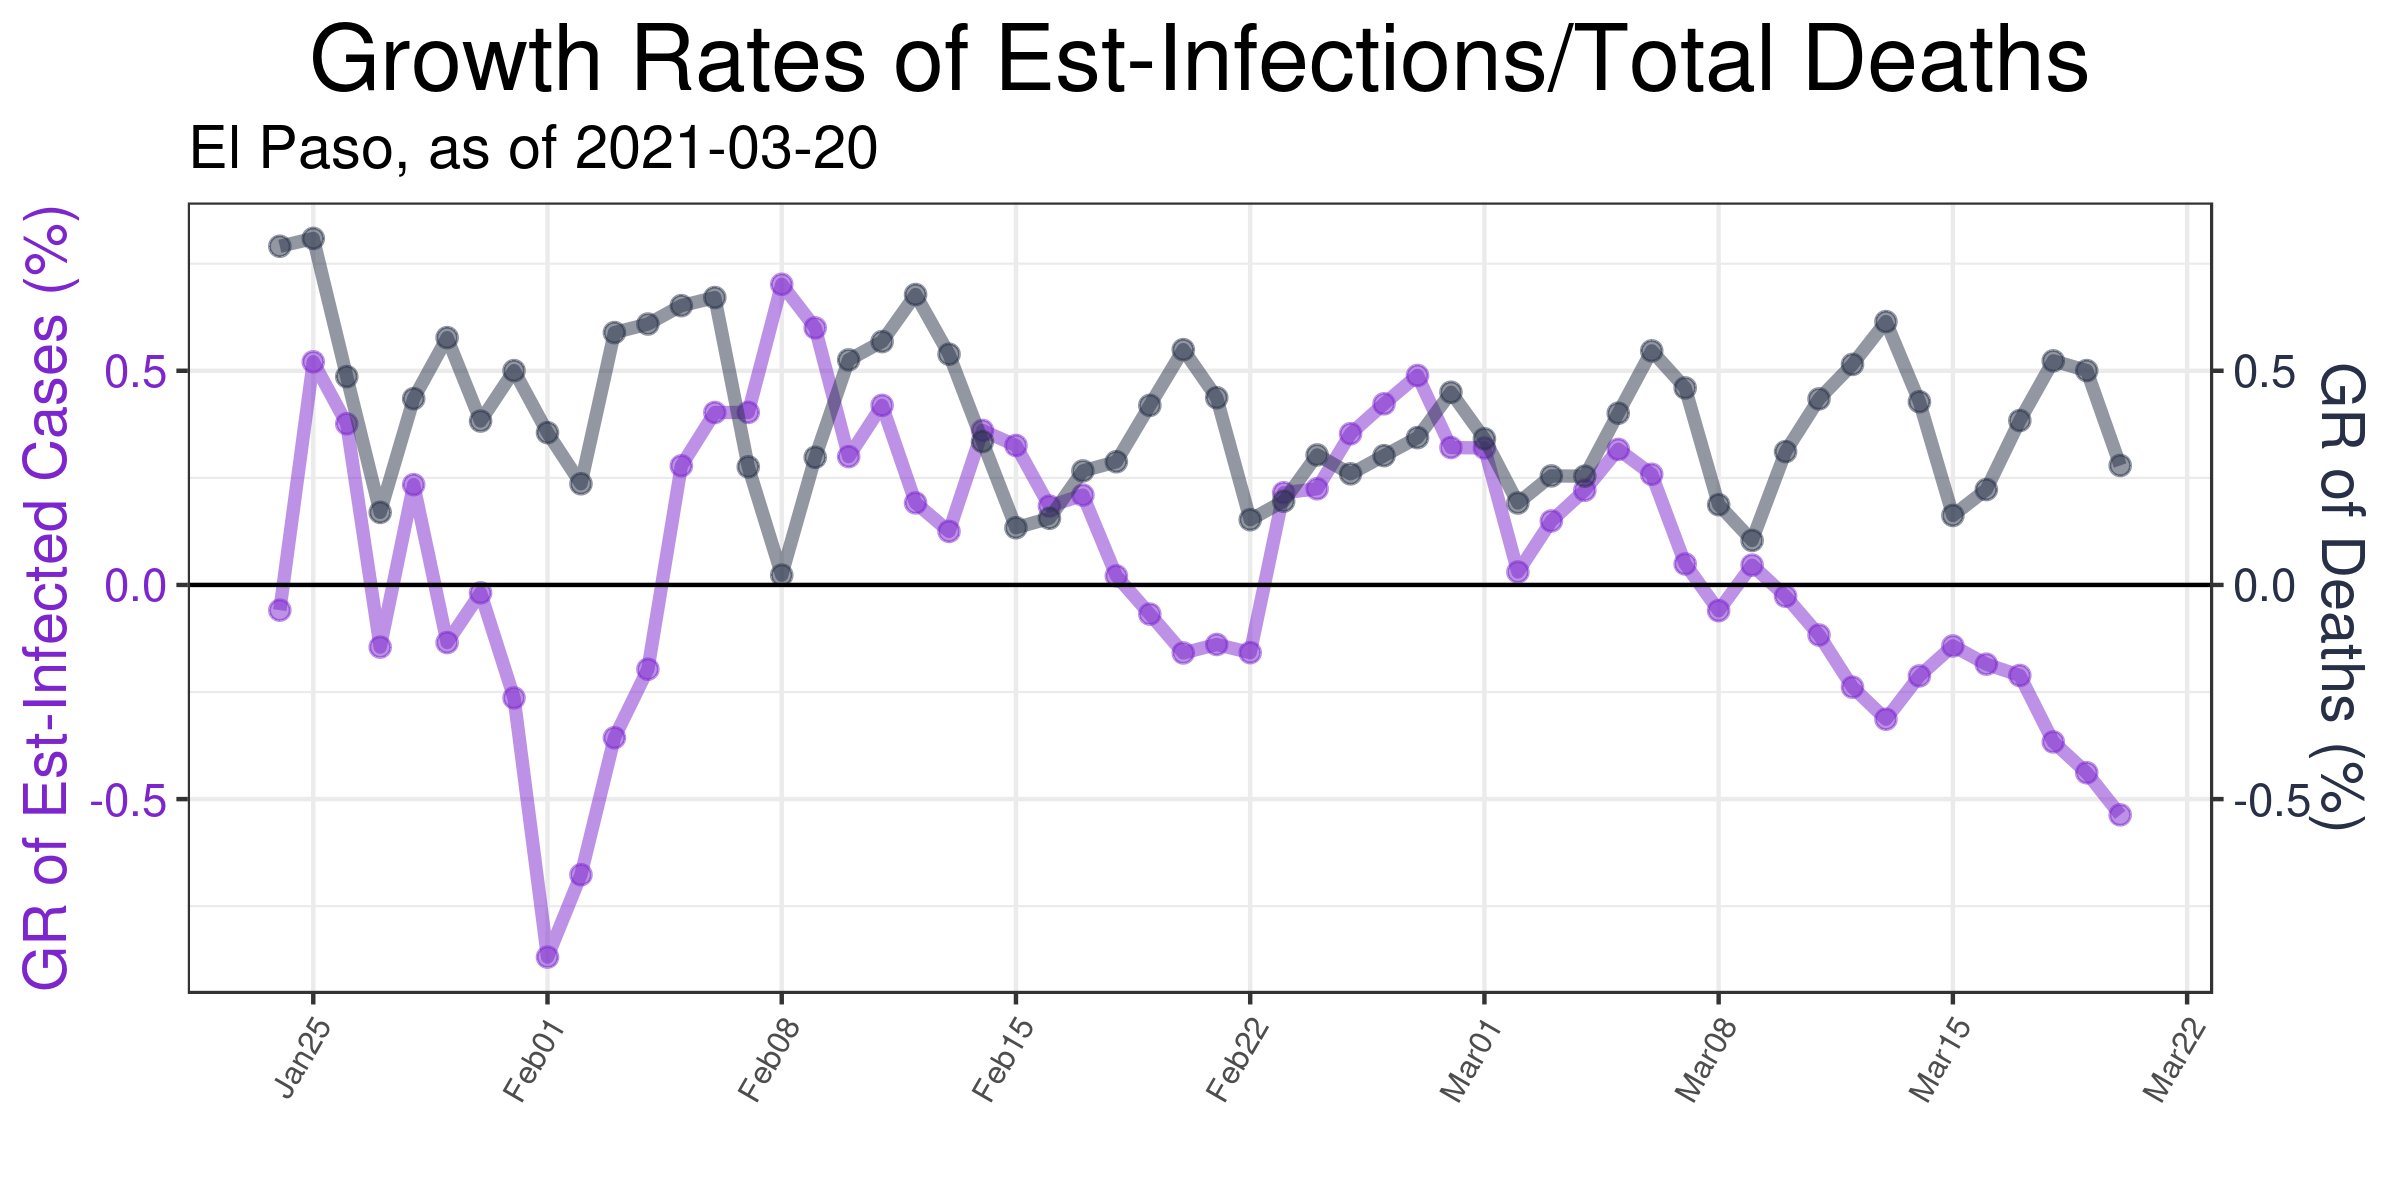 Growth Rates of Est-Infections/Total Deaths
El Paso, as of 2021-03-20
GR of Est-Infected Cases (%)
0.5
0.0
-0.5
0.5
0.0
-0.5
GR of Deaths (%)
Jan25
Feb01
Feb08
Feb15
Feb22
Mar01
Mar08
Mar15
Mar22